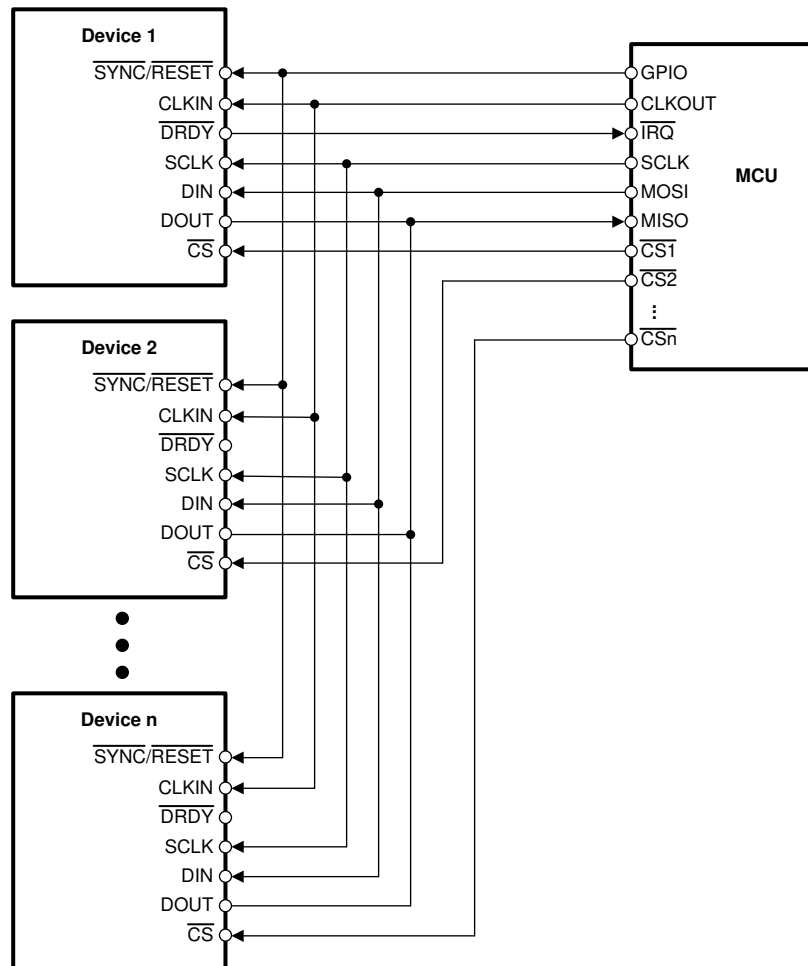 Device 1
SYNC/RESET
CLKIN
DRDY
SCLK
DIN
DOUT
CS
Device 2
SYNC/RESET
CLKIN
DRDY
SCLK
DIN
DOUT
CS
Device n
SYNC/RESET
CLKIN
DRDY
SCLK
DIN
DOUT
CS
MCU
GPIO
CLKOUT
IRQ
SCLK
MOSI
MISO
CS1
CS2
⋮
CSn